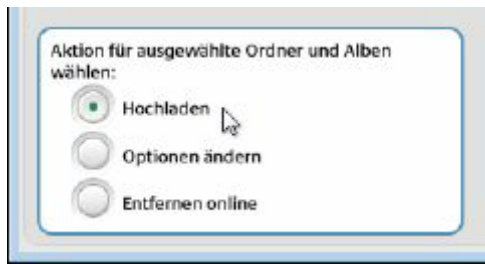 Aktion für ausgewählte Ordner und Alben
wählen:
Hochladen
Optionen ändern
Entfernen online